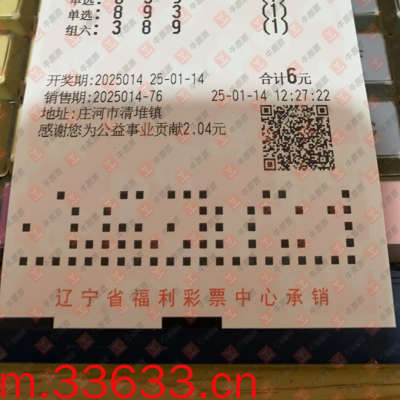 单选: 8 9 3 (1)
组六: 3 8 9 (1)
开奖期:2025014 25-01-14 合计6元
销售期:2025014-76 25-01-14 12:27:22
地址:庄河市清堆镇
感谢您为公益事业贡献2.04元
辽宁省福利彩票中心承销
m.33633.cn